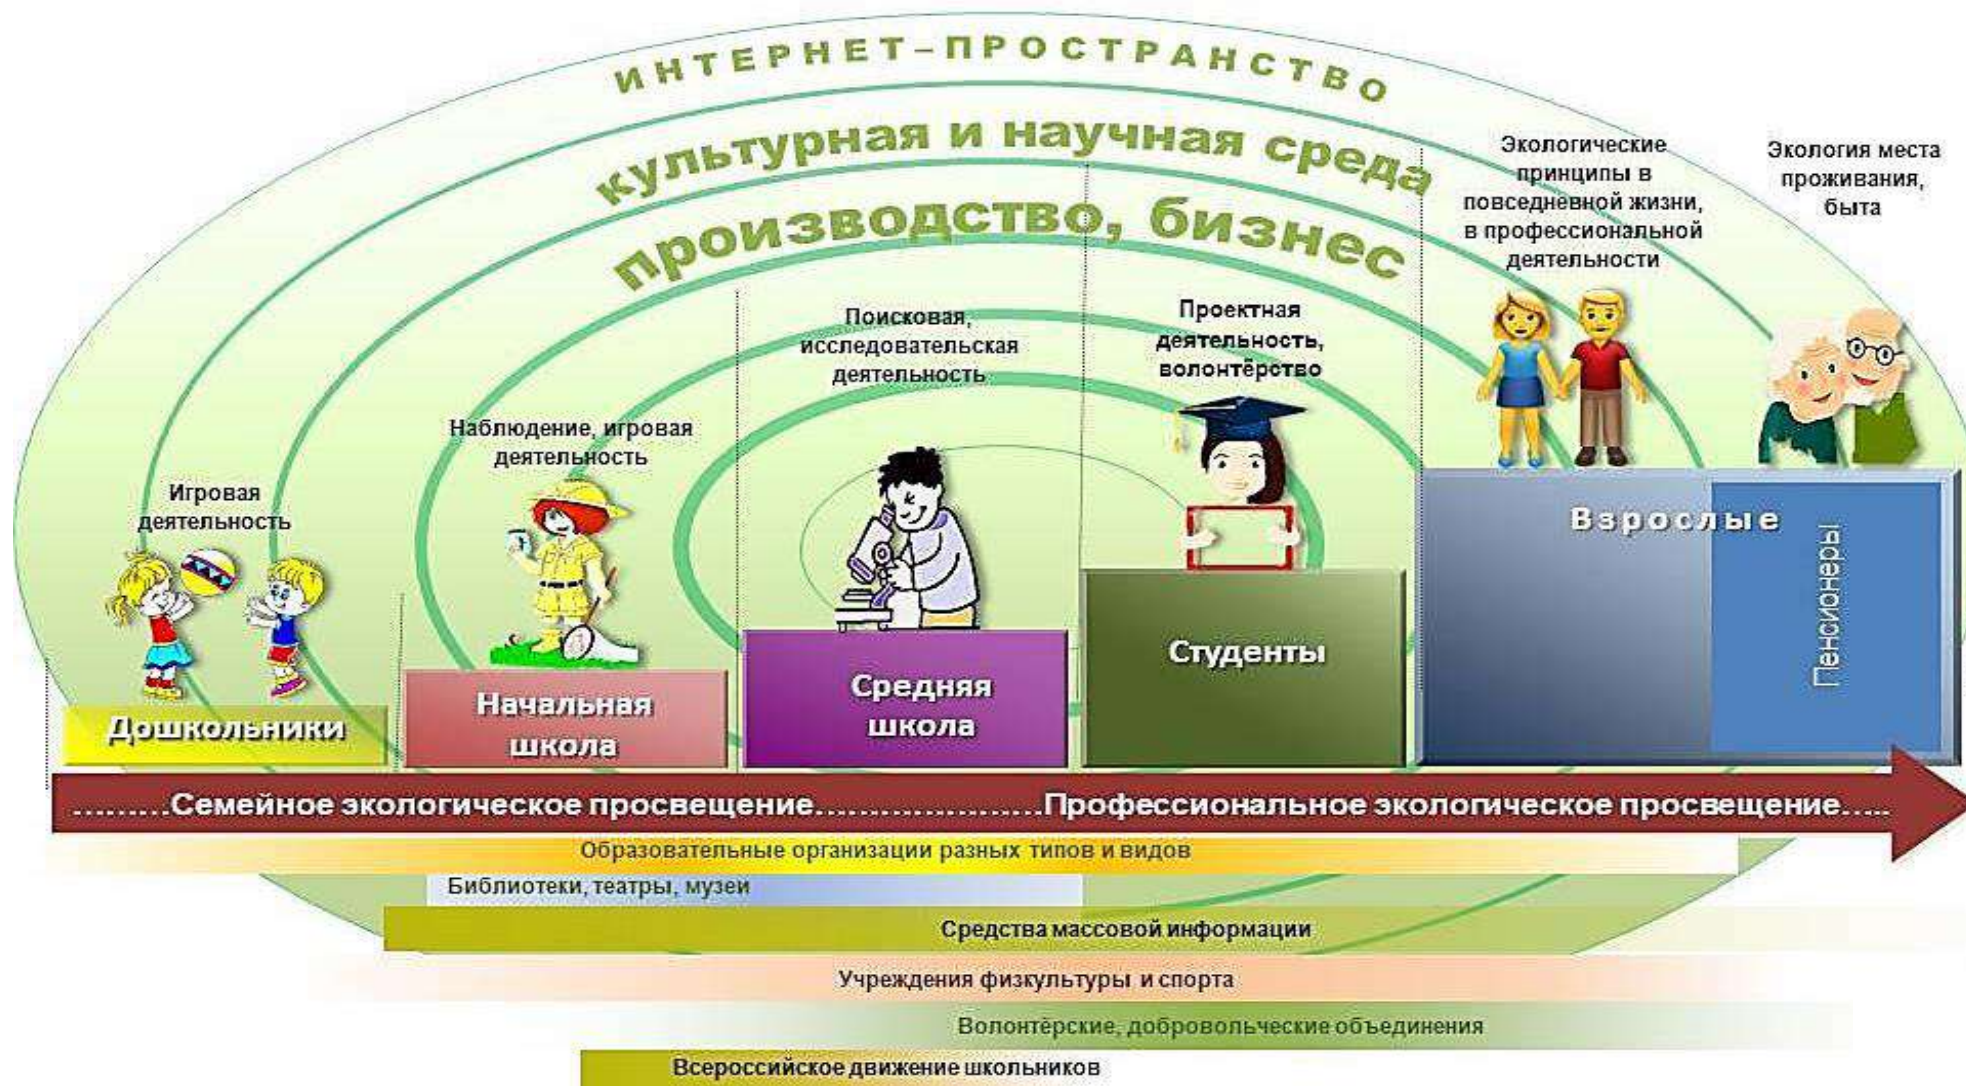 ИНТЕРНЕТ–ПРОСТРАНСТВО
культурная и научная среда
производство, бизнес
Экологические
принципы в
повседневной жизни,
в профессиональной
деятельности
Экология места
проживания,
быта
Поисковая,
исследовательская
деятельность
Проектная
деятельность,
волонтёрство
Наблюдение, игровая
деятельность
Игровая
деятельность
Дошкольники
Начальная
школа
Средняя
школа
Студенты
Взрослые
Пенсионеры
………Семейное экологическое просвещение………………….Профессиональное экологическое просвещение…..
Образовательные организации разных типов и видов
Библиотеки, театры, музеи
Средства массовой информации
Учреждения физкультуры и спорта
Волонтёрские, добровольческие объединения
Всероссийское движение школьников